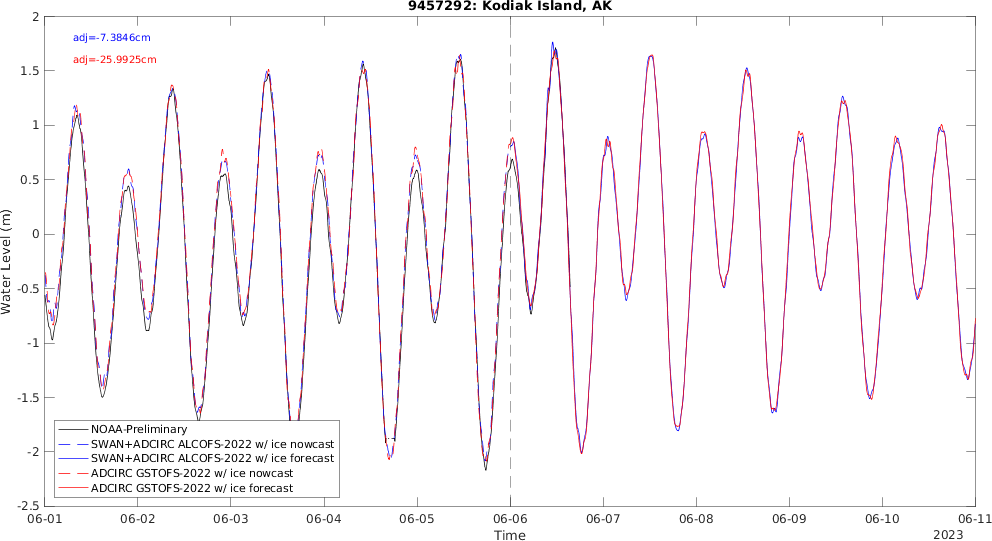 9457292: Kodiak Island, AK
adj=-7.3846cm
adj=-25.9925cm
2
1.5
1
0.5
0
-0.5
-1
-1.5
-2
-2.5
Water Level (m)
NOAA-Preliminary
SWAN+ADCIRC ALCOFS-2022 w/ ice nowcast
SWAN+ADCIRC ALCOFS-2022 w/ ice forecast
ADCIRC GSTOFS-2022 w/ ice nowcast
ADCIRC GSTOFS-2022 w/ ice forecast
06-01 06-02 06-03 06-04 06-05 06-06 06-07 06-08 06-09 06-10 06-11
Time
2023